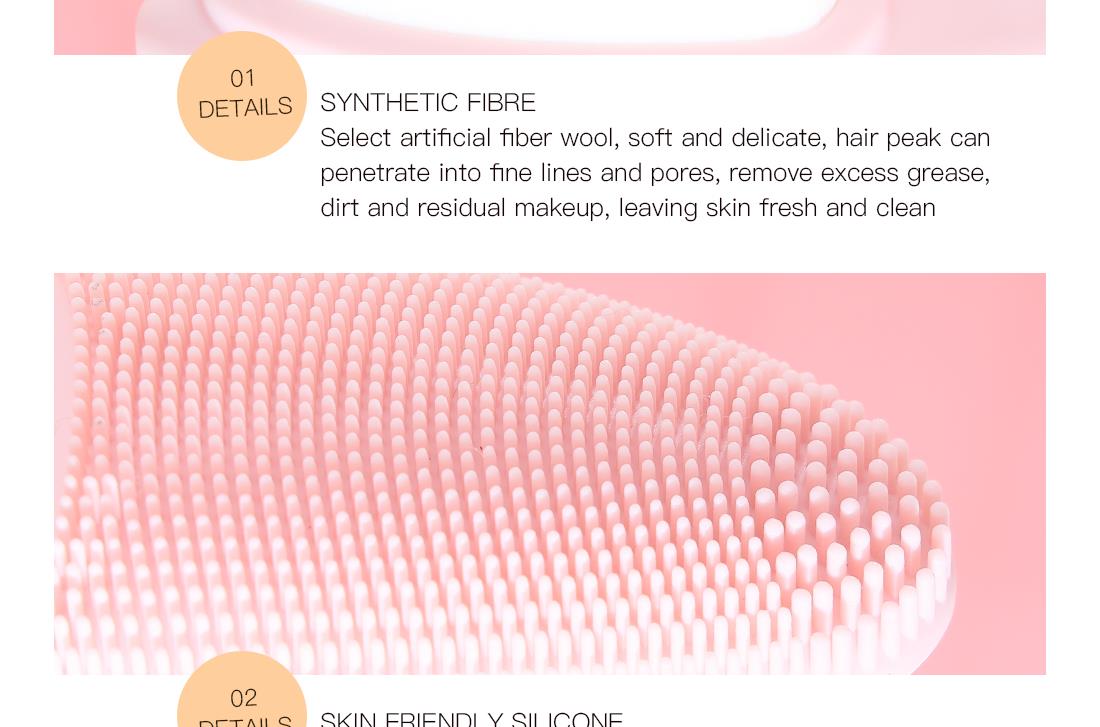 01
DETAILS
SYNTHETIC FIBRE
Select artificial fiber wool, soft and delicate, hair peak can
penetrate into fine lines and pores, remove excess grease,
dirt and residual makeup, leaving skin fresh and clean
02
DETAILS
SKIN FRIENDLY SILICONE